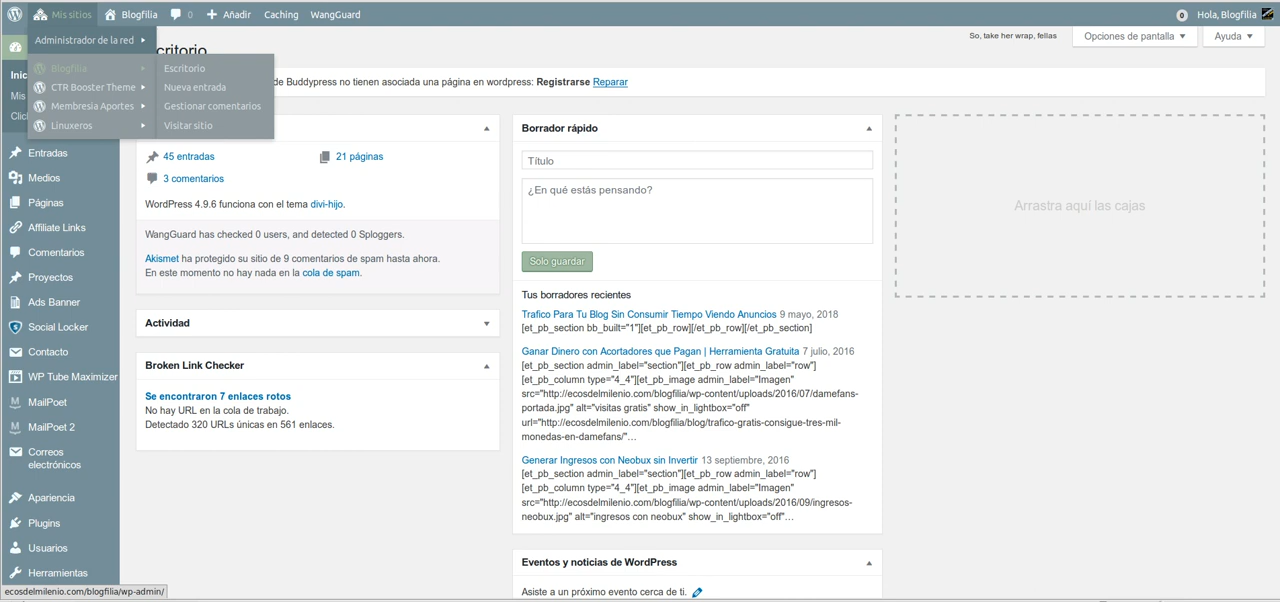 Mis sitios
Blogfilia
0
Añadir
Caching
WangGuard
0
Hola, Blogfilia
Administrador de la red
critorio
So, take her wrap, fellas
Opciones de pantalla
Ayuda
Blogfilia
Escritorio
CTR Booster Theme
Nueva entrada
Membresia Aportes
Gestionar comentarios
Linuxeros
Visitar sitio
Inic
Mis
Clic
de Buddypress no tienen asociada una página en wordpress: Registrarse Reparar
Entradas
Medios
Páginas
Affiliate Links
Comentarios
Proyectos
Ads Banner
Social Locker
Contacto
WP Tube Maximizer
MailPoet
MailPoet 2
Correos
electrónicos
Apariencia
Plugins
Usuarios
Herramientas
ecosdelmilenio.com/blogfilia/wp-admin/
45 entradas
21 páginas
3 comentarios
WordPress 4.9.6 funciona con el tema divi-hijo.
WangGuard has checked 0 users, and detected 0 Sploggers.
Akismet ha protegido su sitio de 9 comentarios de spam hasta ahora.
En este momento no hay nada en la cola de spam.
Actividad
Broken Link Checker
Se encontraron 7 enlaces rotos
No hay URL en la cola de trabajo.
Detectado 320 URLs únicas en 561 enlaces.
Borrador rápido
Título
¿En qué estás pensando?
Solo guardar
Tus borradores recientes
Trafico Para Tu Blog Sin Consumir Tiempo Viendo Anuncios 9 mayo, 2018
[et_pb_section bb_built="1"][et_pb_row][/et_pb_row][/et_pb_section]
Ganar Dinero con Acortadores que Pagan | Herramienta Gratuita 7 julio, 2016
[et_pb_section admin_label="section"][et_pb_row admin_label="row"]
[et_pb_column type="4_4"][et_pb_image admin_label="Imagen"
src="http://ecosdelmilenio.com/blogfilia/wp-content/uploads/2016/07/damefans-
portada.jpg" alt="visitas gratis" show_in_lightbox="off"
url="http://ecosdelmilenio.com/blogfilia/blog/trafico-gratis-consigue-tres-mil-
monedas-en-damefans/"…
Generar Ingresos con Neobux sin Invertir 13 septiembre, 2016
[et_pb_section admin_label="section"][et_pb_row admin_label="row"]
[et_pb_column type="4_4"][et_pb_image admin_label="Imagen"
src="http://ecosdelmilenio.com/blogfilia/wp-content/uploads/2016/09/ingresos-
neobux.jpg" alt="ingresos con neobux" show_in_lightbox="off"…
Eventos y noticias de WordPress
Asiste a un próximo evento cerca de ti.
Arrastra aquí las cajas